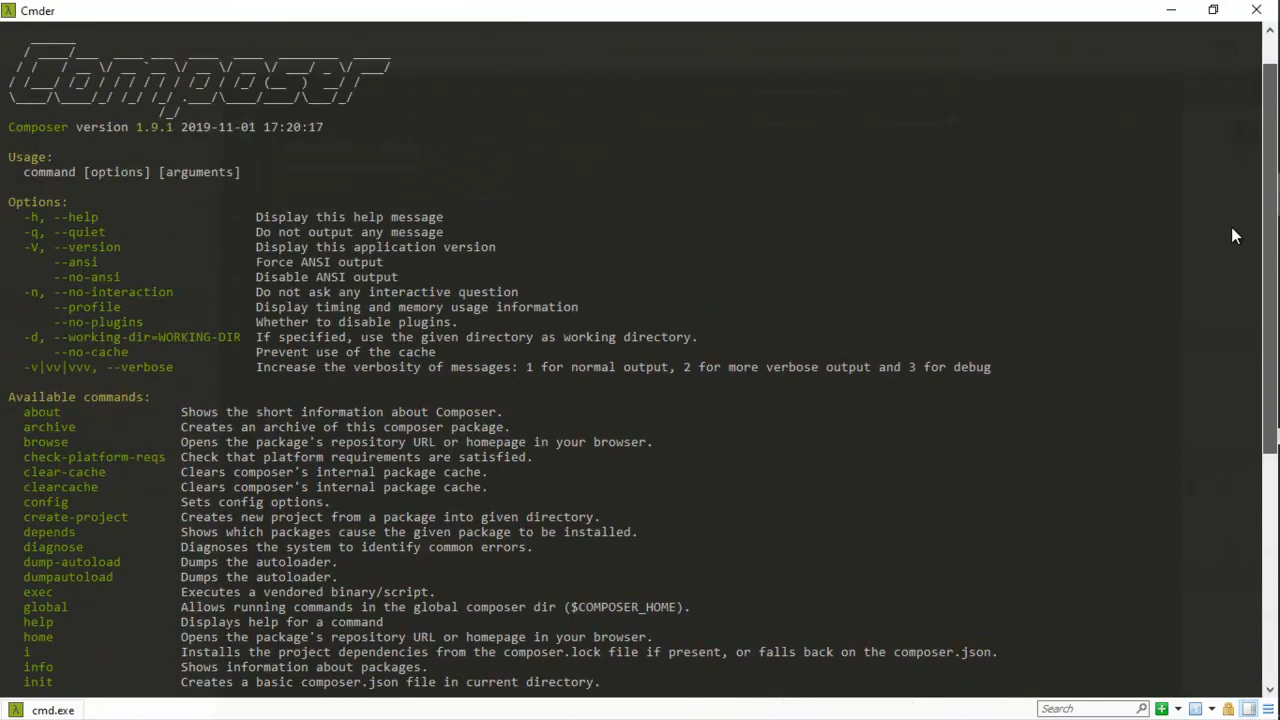 Cmder
Composer
Composer version 1.9.1 2019-11-01 17:20:17
Usage:
command [options] [arguments]
Options:
-h, --help Display this help message
-q, --quiet Do not output any message
-V, --version Display this application version
--ansi Force ANSI output
--no-ansi Disable ANSI output
-n, --no-interaction Do not ask any interactive question
--profile Display timing and memory usage information
--no-plugins Whether to disable plugins.
-d, --working-dir=WORKING-DIR If specified, use the given directory as working directory.
--no-cache Prevent use of the cache
-v|vv|vvv, --verbose Increase the verbosity of messages: 1 for normal output, 2 for more verbose output and 3 for debug
Available commands:
about Shows the short information about Composer.
archive Creates an archive of this composer package.
browse Opens the package's repository URL or homepage in your browser.
check-platform-reqs Check that platform requirements are satisfied.
clear-cache Clears composer's internal package cache.
clearcache Clears composer's internal package cache.
config Sets config options.
create-project Creates new project from a package into given directory.
depends Shows which packages cause the given package to be installed.
diagnose Diagnoses the system to identify common errors.
dump-autoload Dumps the autoloader.
dumpautoload Dumps the autoloader.
exec Executes a vendored binary/script.
global Allows running commands in the global composer dir ($COMPOSER_HOME).
help Displays help for a command
home Opens the package's repository URL or homepage in your browser.
i Installs the project dependencies from the composer.lock file if present, or falls back on the composer.json.
info Shows information about packages.
init Creates a basic composer.json file in current directory.
λ cmd.exe
Search